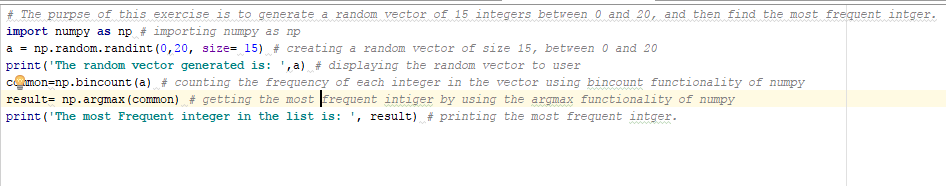 # The purpse of this exercise is to generate a random vector of 15 integers between 0 and 20, and then find the most frequent intger.
import numpy as np # importing numpy as np
a = np.random.randint(0,20, size= 15) # creating a random vector of size 15, between 0 and 20
print('The random vector generated is: ',a) # displaying the random vector to user
common=np.bincount(a) # counting the frequency of each integer in the vector using bincount functionality of numpy
result= np.argmax(common) # getting the most frequent intiger by using the argmax functionality of numpy
print('The most Frequent integer in the list is: ', result) # printing the most frequent intger.